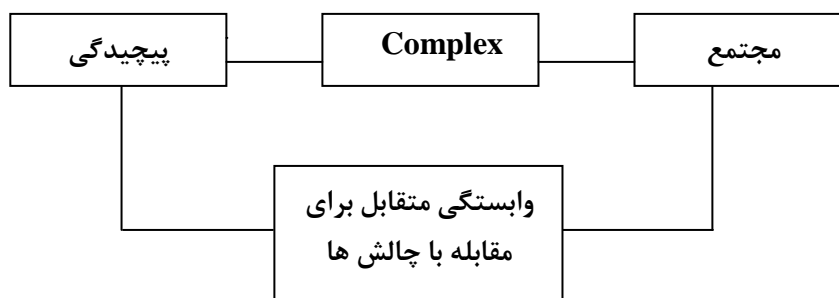 مجتمع
Complex
پیچیدگی
وابستگی متقابل برای
مقابله با چالش ها